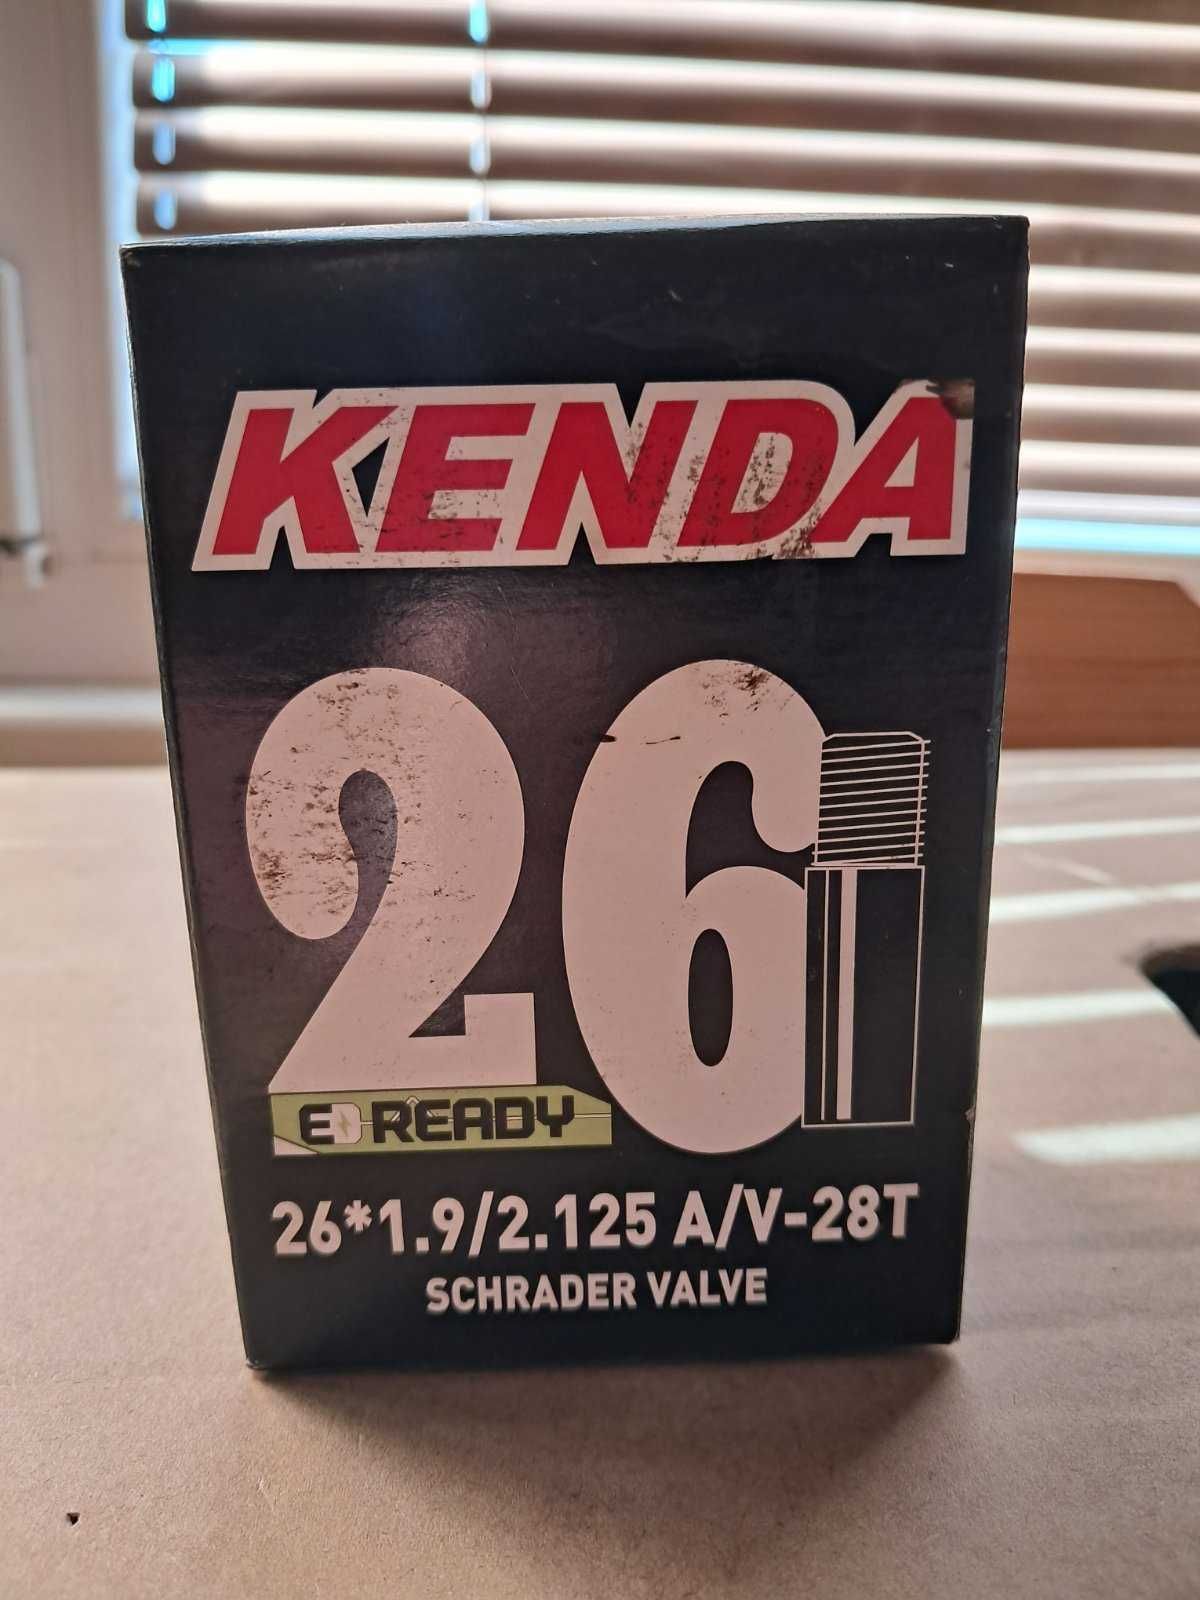 KENDA
26
E READY
26*1.9/2.125 A/V-28T
SCHRADER VALVE